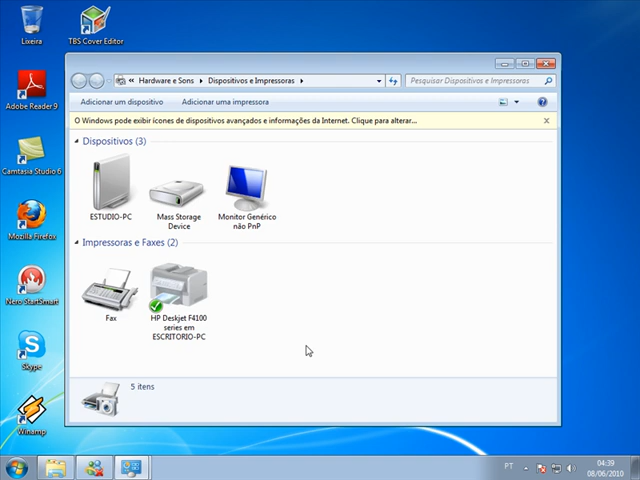 Lixeira
TBS Cover Editor
Adobe Reader 9
Camtasia Studio 6
Mozilla Firefox
Nero StartSmart
Skype
Winamp
« Hardware e Sons ▸ Dispositivos e Impressoras ▸
Pesquisar Dispositivos e Impressoras
Adicionar um dispositivo
Adicionar uma impressora
O Windows pode exibir ícones de dispositivos avançados e informações da Internet. Clique para alterar...
Dispositivos (3)
ESTUDIO-PC
Mass Storage
Device
Monitor Genérico
não PnP
Impressoras e Faxes (2)
Fax
HP Deskjet F4100
series em
ESCRITORIO-PC
5 itens
PT
04:39
08/06/2010